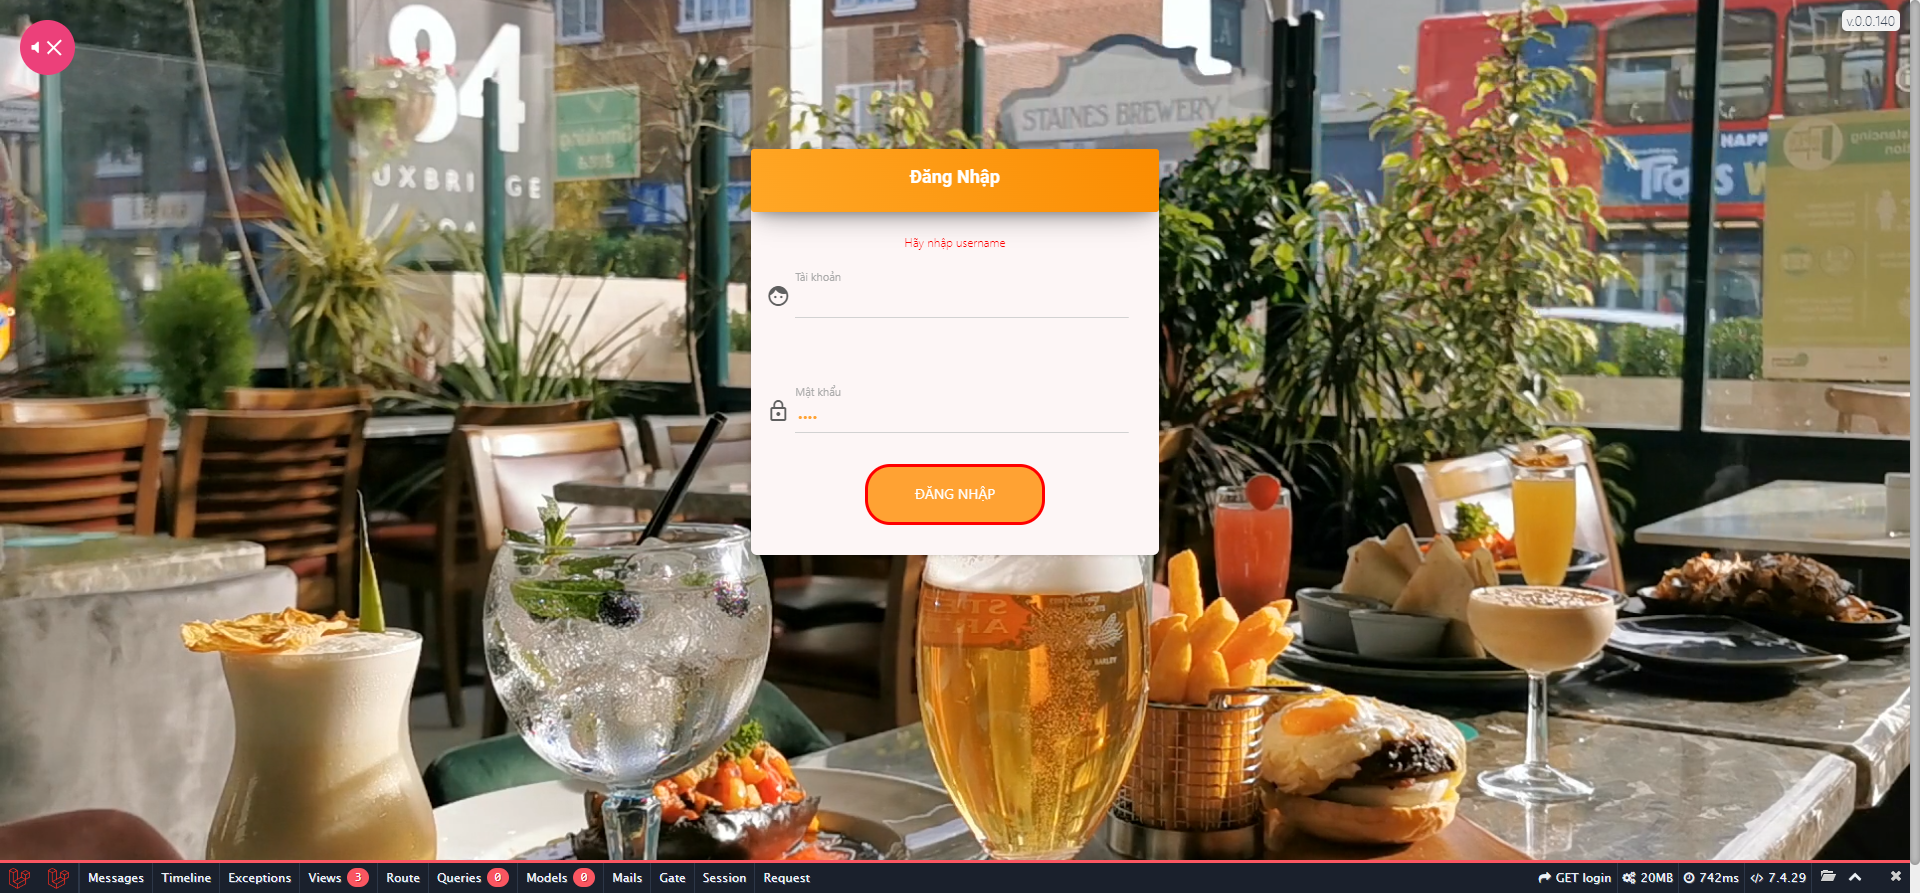 v.0.0.140
84
UXBRIDGE
STAINES BREWERY
HAPP
Đăng Nhập
Hãy nhập username
Tài khoản
Mật khẩu
••••
ĐĂNG NHẬP
Messages Timeline Exceptions Views 3 Route Queries 0 Models 0 Mails Gate Session Request GET login 20MB 742ms 7.4.29